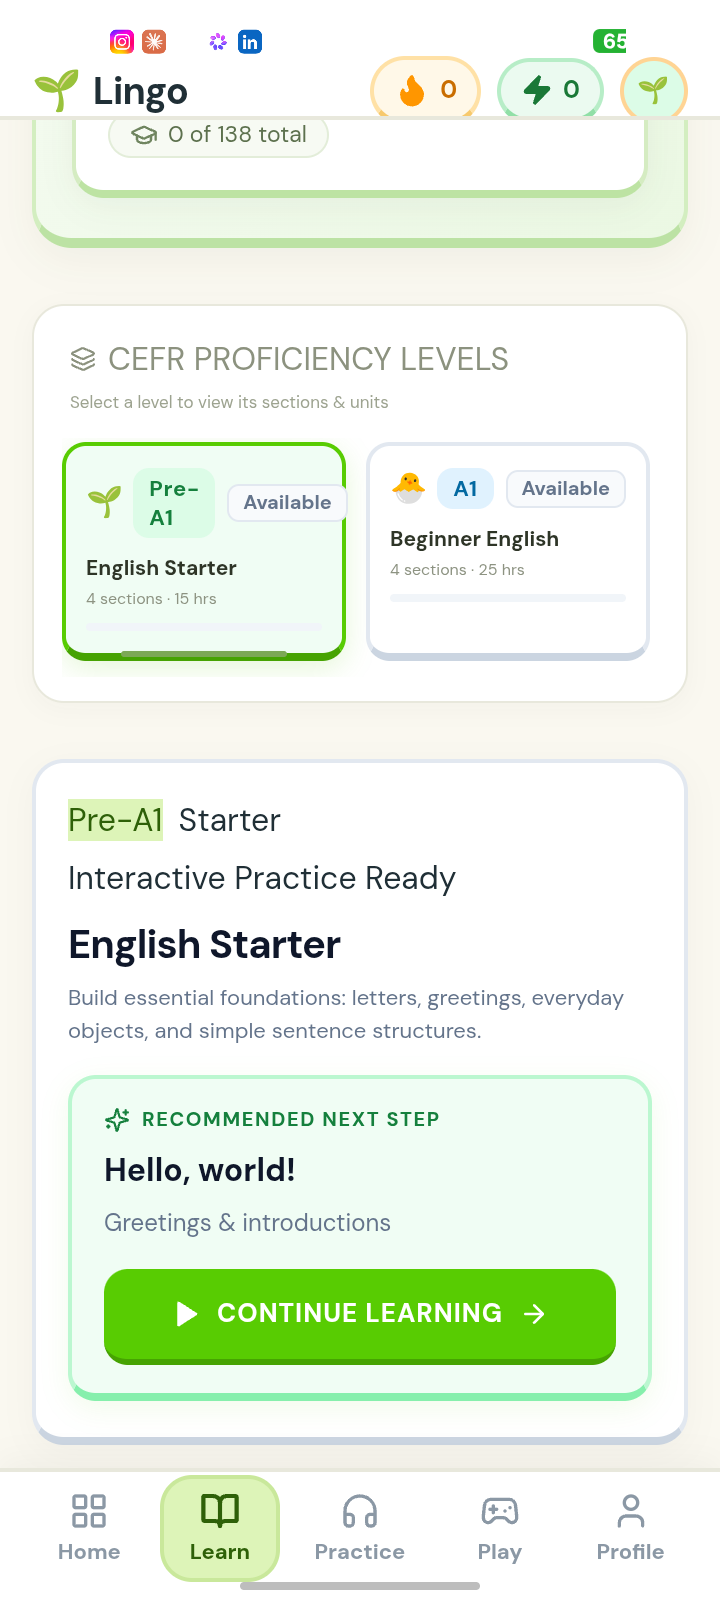 65
Lingo
0
0
0 of 138 total
CEFR PROFICIENCY LEVELS
Select a level to view its sections & units
Pre-
A1
Available
English Starter
4 sections · 15 hrs
A1
Available
Beginner English
4 sections · 25 hrs
Pre-A1 Starter
Interactive Practice Ready
English Starter
Build essential foundations: letters, greetings, everyday
objects, and simple sentence structures.
RECOMMENDED NEXT STEP
Hello, world!
Greetings & introductions
CONTINUE LEARNING
Home
Learn
Practice
Play
Profile